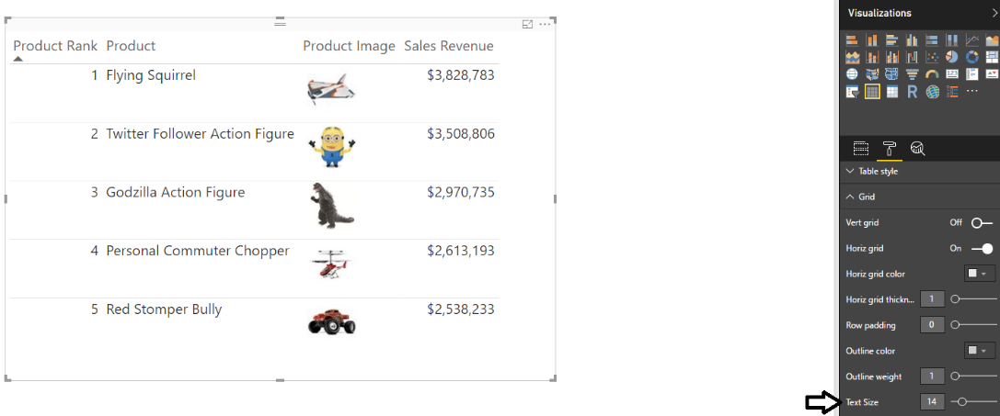 Product Rank Product Product Image Sales Revenue
1 Flying Squirrel $3,828,783
2 Twitter Follower Action Figure $3,508,806
3 Godzilla Action Figure $2,970,735
4 Personal Commuter Chopper $2,613,193
5 Red Stomper Bully $2,538,233
Visualizations
123
R
Table style
Grid
Vert grid Off
Horiz grid On
Horiz grid color
Horiz grid thickn... 1
Row padding 0
Outline color
Outline weight 1
Text Size 14